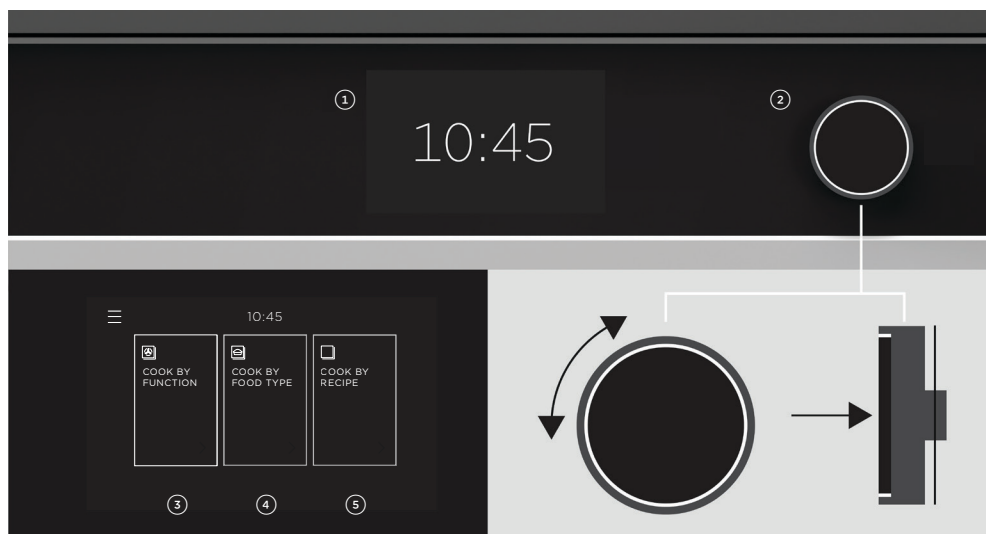 1
10:45
2
10:45
COOK BY
FUNCTION
COOK BY
FOOD TYPE
COOK BY
RECIPE
3
4
5